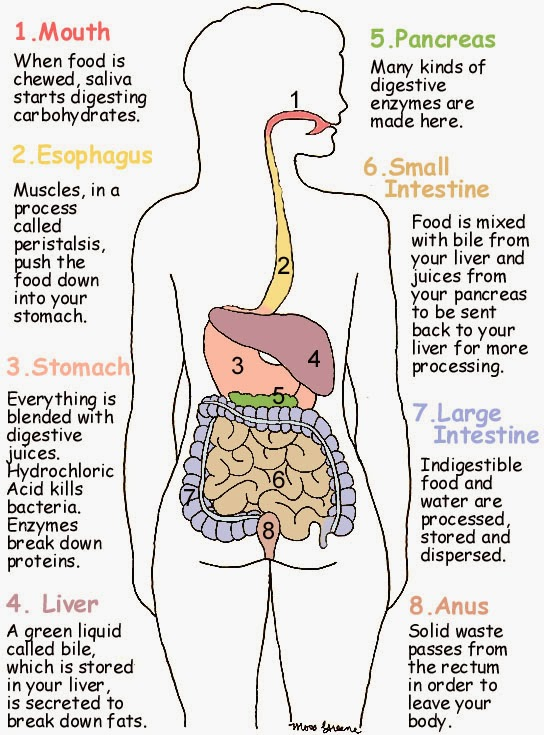 1.Mouth
When food is
chewed, saliva
starts digesting
carbohydrates.
2.Esophagus
Muscles, in a
process
called
peristalsis,
push the
food down
into your
stomach.
3.Stomach
Everything is
blended with
digestive
juices.
Hydrochloric
Acid kills
bacteria.
Enzymes
break down
proteins.
4. Liver
A green liquid
called bile,
which is stored
in your liver,
is secreted to
break down fats.
1
2
3
4
5
6
7
8
5.Pancreas
Many kinds of
digestive
enzymes are
made here.
6.Small
Intestine
Food is mixed
with bile from
your liver and
juices from
your pancreas
to be sent
back to your
liver for more
processing.
7.Large
Intestine
Indigestible
food and
water are
processed,
stored and
dispersed.
8.Anus
Solid waste
passes from
the rectum
in order to
leave your
body.
Moss Greene